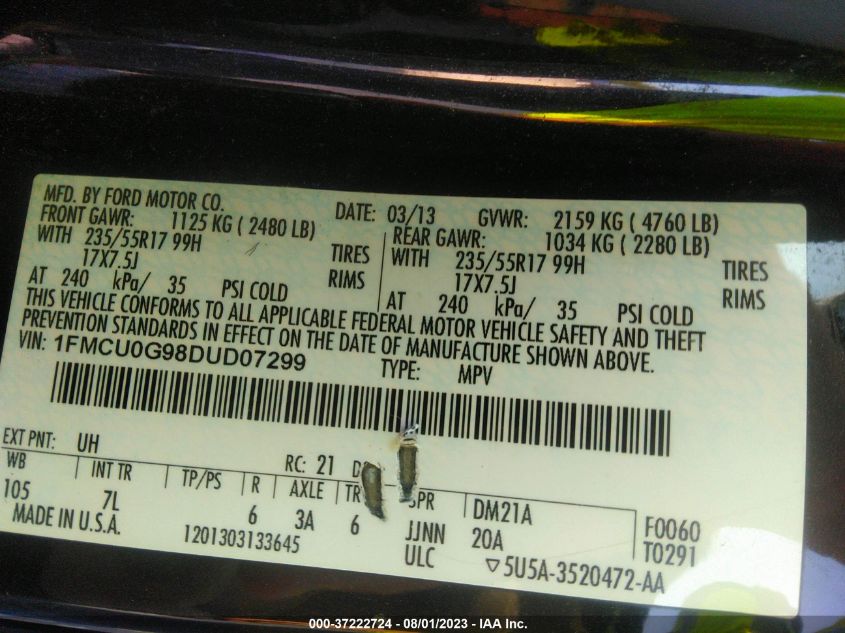 MFD. BY FORD MOTOR CO. DATE: 03/13 GVWR: 2159 KG ( 4760 LB)
FRONT GAWR: 1125 KG ( 2480 LB) REAR GAWR: 1034 KG ( 2280 LB)
WITH 235/55R17 99H TIRES WITH 235/55R17 99H TIRES
17X7.5J RIMS 17X7.5J RIMS
AT 240 kPa/ 35 PSI COLD AT 240 kPa/ 35 PSI COLD
THIS VEHICLE CONFORMS TO ALL APPLICABLE FEDERAL MOTOR VEHICLE SAFETY AND THEFT
PREVENTION STANDARDS IN EFFECT ON THE DATE OF MANUFACTURE SHOWN ABOVE.
VIN: 1FMCU0G98DUD07299 TYPE: MPV
EXT PNT: UH RC: 21
WB INT TR TP/PS R AXLE TR SPR DM21A F0060
105 7L 6 3A 6 JJNN 20A T0291
MADE IN U.S.A. 1201303133645 ULC ▽5U5A-3520472-AA
000-37222724 - 08/01/2023 - IAA Inc.